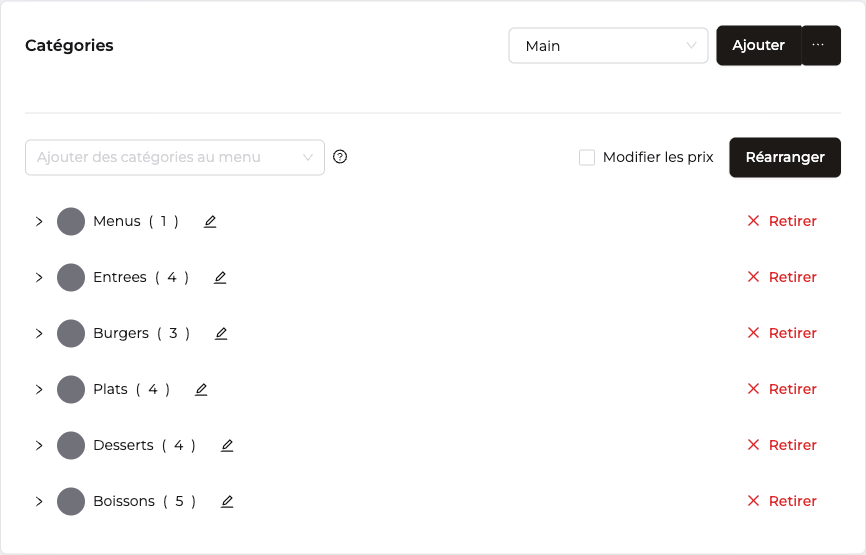 Catégories
Main
Ajouter
Ajouter des catégories au menu
Modifier les prix
Réarranger
Menus ( 1 )
Retirer
Entrees ( 4 )
Retirer
Burgers ( 3 )
Retirer
Plats ( 4 )
Retirer
Desserts ( 4 )
Retirer
Boissons ( 5 )
Retirer